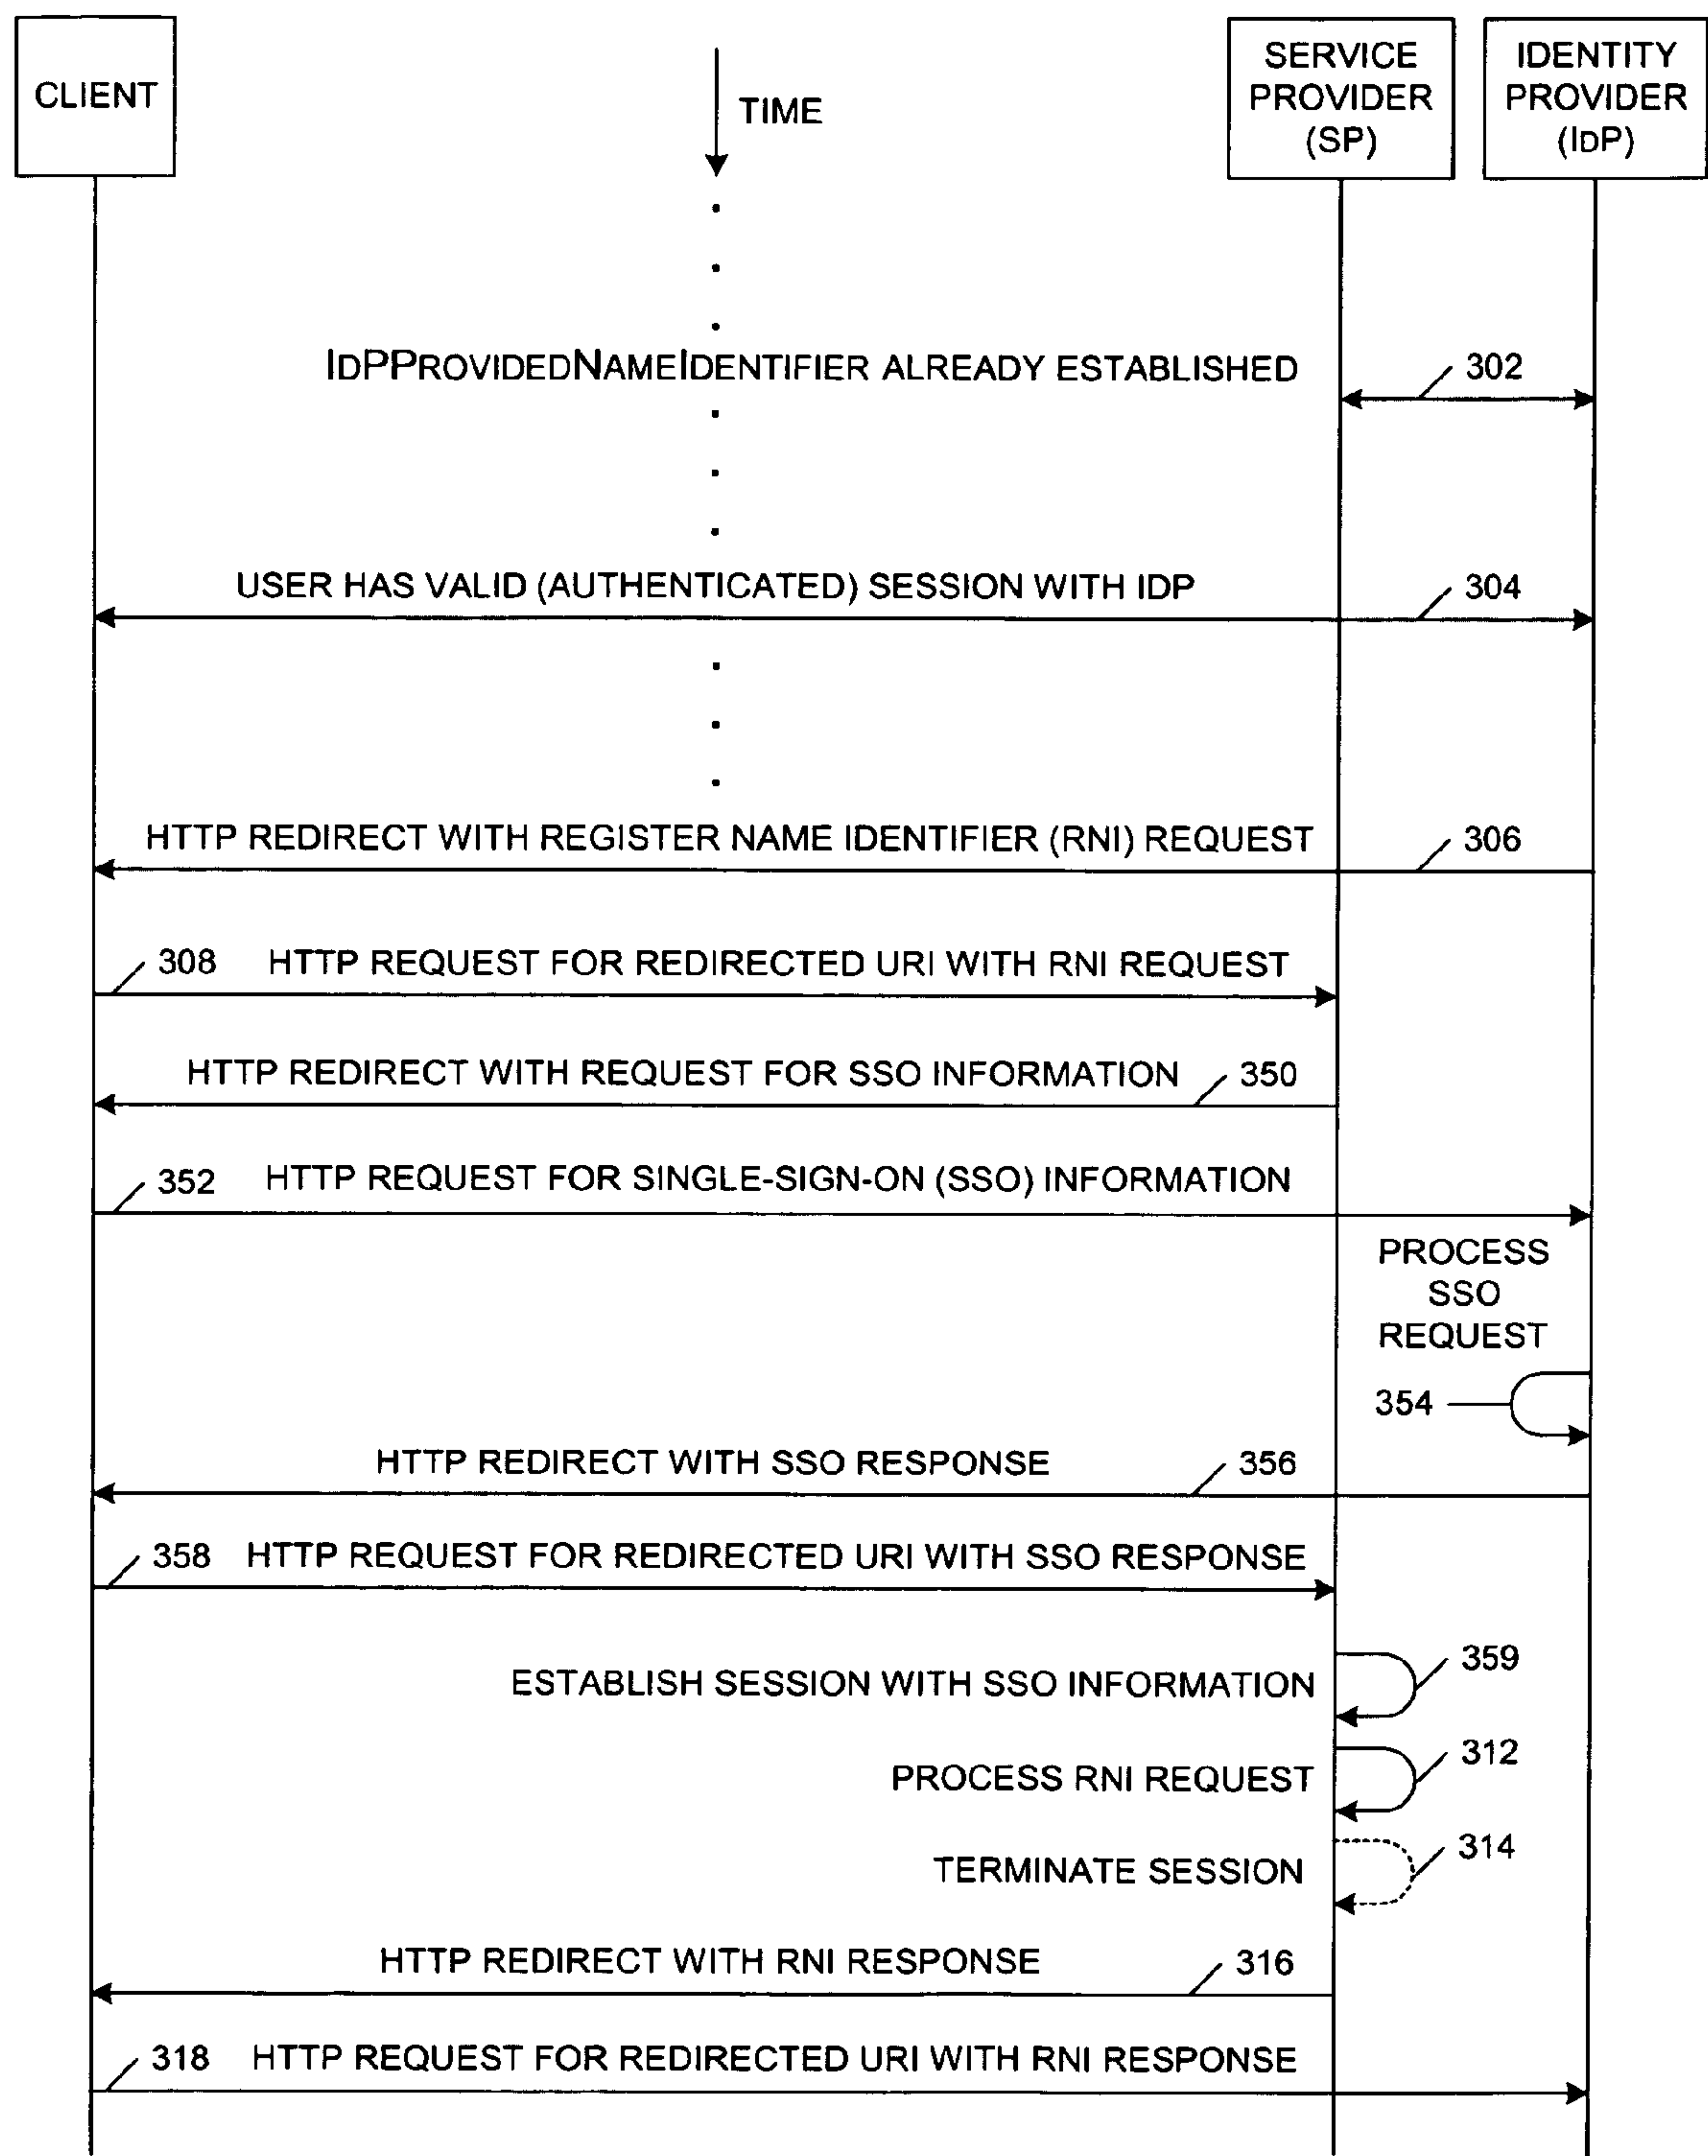 CLIENT
TIME
SERVICE
PROVIDER
(SP)
IDENTITY
PROVIDER
(IDP)
IDPPROVIDEDNAMEIDENTIFIER ALREADY ESTABLISHED
302
USER HAS VALID (AUTHENTICATED) SESSION WITH IDP
304
HTTP REDIRECT WITH REGISTER NAME IDENTIFIER (RNI) REQUEST
306
308 HTTP REQUEST FOR REDIRECTED URI WITH RNI REQUEST
HTTP REDIRECT WITH REQUEST FOR SSO INFORMATION
350
352 HTTP REQUEST FOR SINGLE-SIGN-ON (SSO) INFORMATION
PROCESS
SSO
REQUEST
354
HTTP REDIRECT WITH SSO RESPONSE
356
358 HTTP REQUEST FOR REDIRECTED URI WITH SSO RESPONSE
ESTABLISH SESSION WITH SSO INFORMATION
359
PROCESS RNI REQUEST
312
TERMINATE SESSION
314
HTTP REDIRECT WITH RNI RESPONSE
316
318 HTTP REQUEST FOR REDIRECTED URI WITH RNI RESPONSE